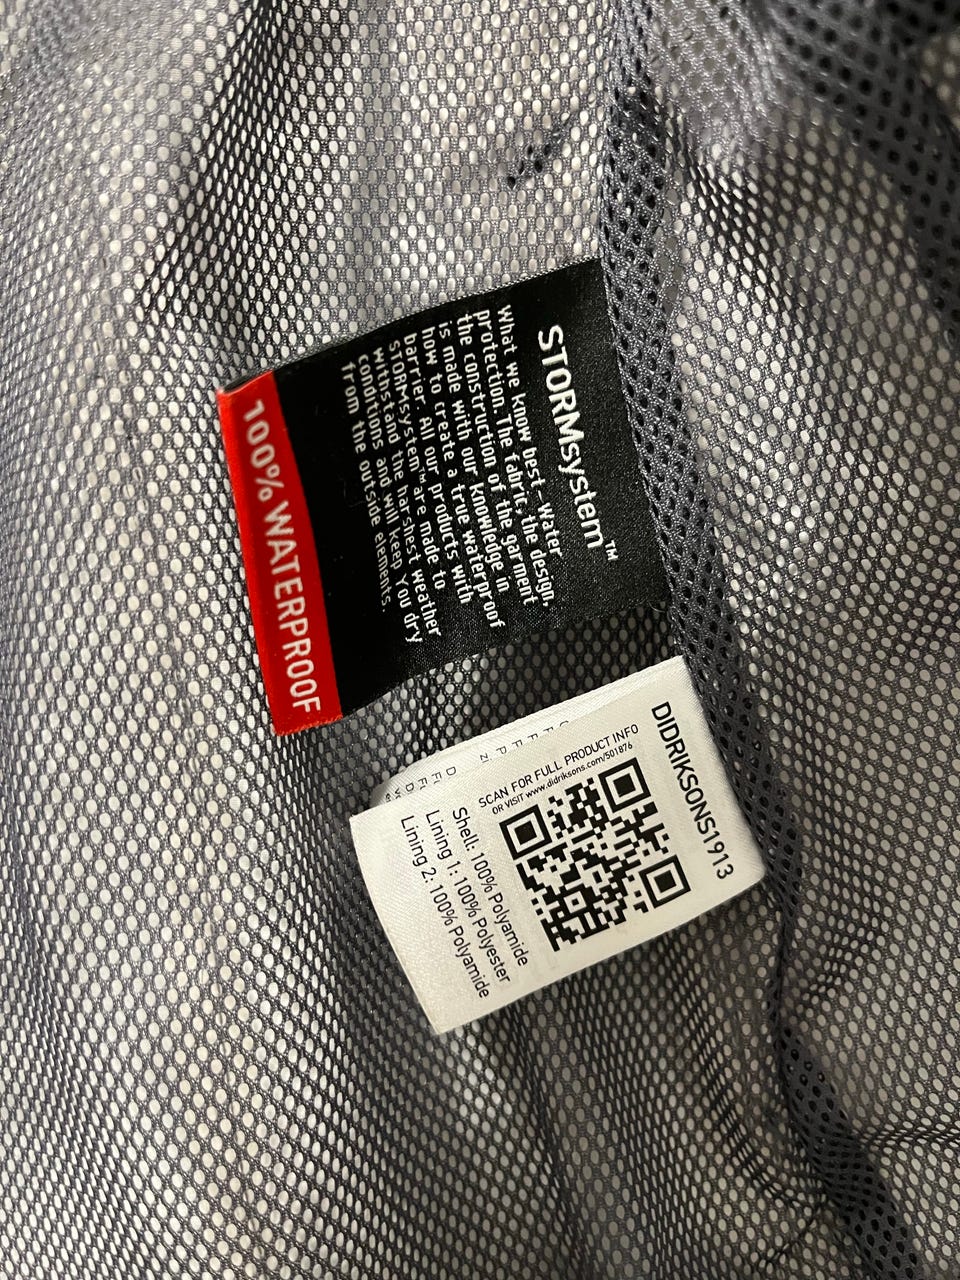 STORMsystem™
What we know best-Water
protection. The fabric, the design,
the construction of the garment
is made with our knowledge in
how to create a true waterproof
barrier. All our products with
STORMsystem™ are made to
withstand the harshest weather
conditions and will keep You dry
from the outside elements.
100% WATERPROOF
DIDRIKSONS1913
SCAN FOR FULL PRODUCT INFO
OR VISIT www.didriksons.com/501876
Shell: 100% Polyamide
Lining 1: 100% Polyester
Lining 2: 100% Polyamide